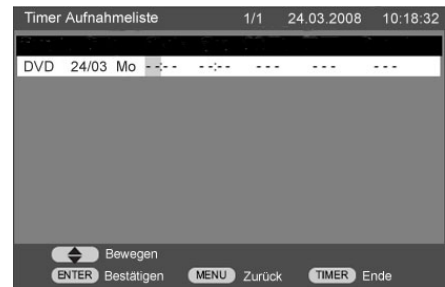 Timer Aufnahmeliste 1/1 24.03.2008 10:18:32
DVD 24/03 Mo --:-- --:-- --- --- ---
Bewegen
ENTER Bestätigen MENU Zurück TIMER Ende